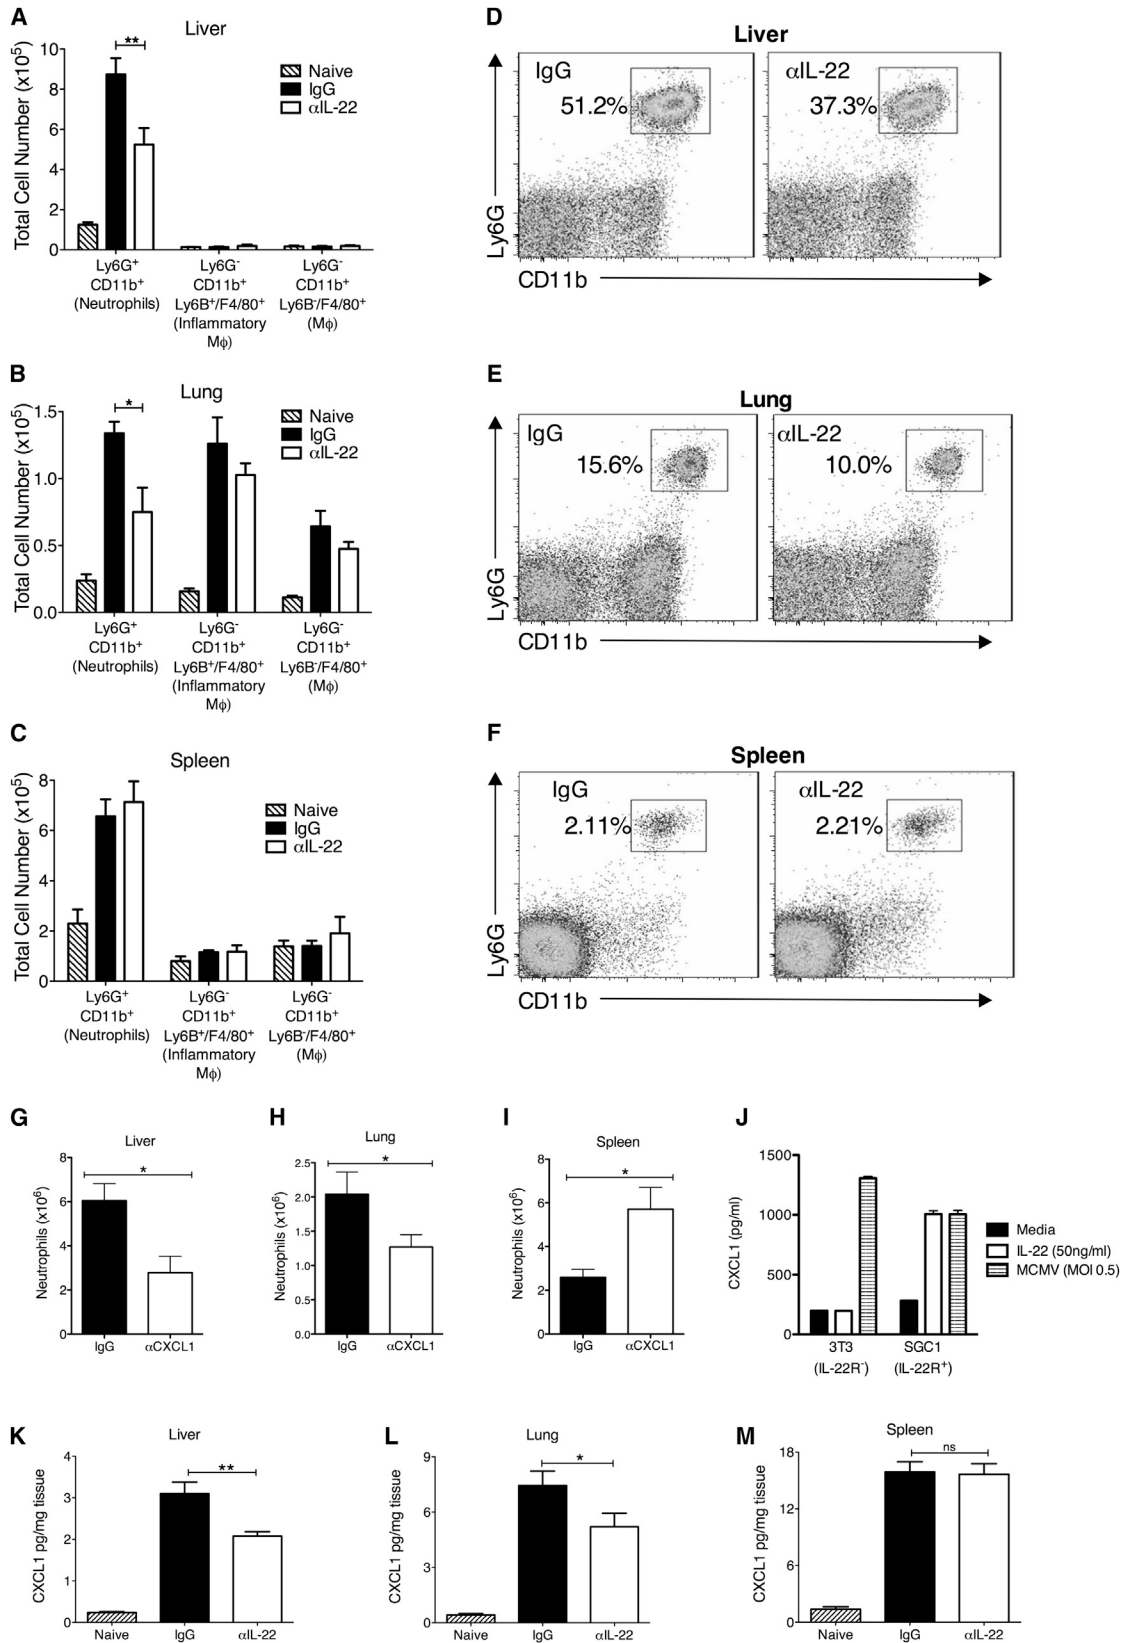 A
Liver
Total Cell Number (x10⁵)
10
8
6
4
2
0
**
Naive
IgG
αIL-22
Ly6G⁺
CD11b⁺
(Neutrophils)
Ly6G⁻
CD11b⁺
Ly6B⁺/F4/80⁺
(Inflammatory
Mϕ)
Ly6G⁻
CD11b⁺
Ly6B⁻/F4/80⁺
(Mϕ)
D
Liver
IgG
51.2%
αIL-22
37.3%
Ly6G
CD11b
B
Lung
Total Cell Number (x10⁵)
1.5
1.0
0.5
0.0
*
Naive
IgG
αIL-22
Ly6G⁺
CD11b⁺
(Neutrophils)
Ly6G⁻
CD11b⁺
Ly6B⁺/F4/80⁺
(Inflammatory
Mϕ)
Ly6G⁻
CD11b⁺
Ly6B⁻/F4/80⁺
(Mϕ)
E
Lung
IgG
15.6%
αIL-22
10.0%
Ly6G
CD11b
C
Spleen
Total Cell Number (x10⁵)
8
6
4
2
0
Naive
IgG
αIL-22
Ly6G⁺
CD11b⁺
(Neutrophils)
Ly6G⁻
CD11b⁺
Ly6B⁺/F4/80⁺
(Inflammatory
Mϕ)
Ly6G⁻
CD11b⁺
Ly6B⁻/F4/80⁺
(Mϕ)
F
Spleen
IgG
2.11%
αIL-22
2.21%
Ly6G
CD11b
G
Liver
Neutrophils (x10⁶)
8
6
4
2
0
*
IgG
αCXCL1
H
Lung
Neutrophils (x10⁶)
2.5
2.0
1.5
1.0
0.5
0.0
*
IgG
αCXCL1
I
Spleen
Neutrophils (x10⁶)
8
6
4
2
0
*
IgG
αCXCL1
J
CXCL1 (pg/ml)
1500
1000
500
0
Media
IL-22 (50ng/ml)
MCMV (MOI 0.5)
3T3
(IL-22R⁻)
SGC1
(IL-22R⁺)
K
Liver
CXCL1 pg/mg tissue
4
3
2
1
0
**
Naive
IgG
αIL-22
L
Lung
CXCL1 pg/mg tissue
9
6
3
0
*
Naive
IgG
αIL-22
M
Spleen
CXCL1 pg/mg tissue
18
12
6
0
ns
Naive
IgG
αIL-22